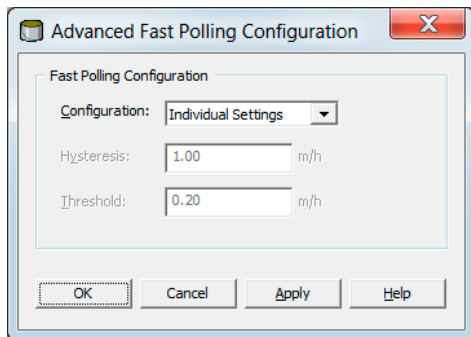 Advanced Fast Polling Configuration
Fast Polling Configuration
Configuration: Individual Settings
Hysteresis: 1.00 m/h
Threshold: 0.20 m/h
OK Cancel Apply Help